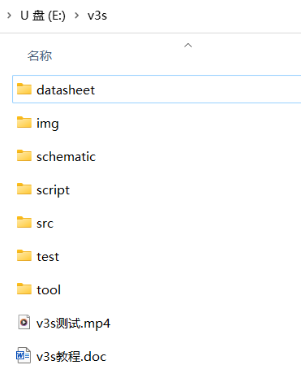 U 盘 (E:) > v3s
名称
datasheet
img
schematic
script
src
test
tool
v3s测试.mp4
v3s教程.doc